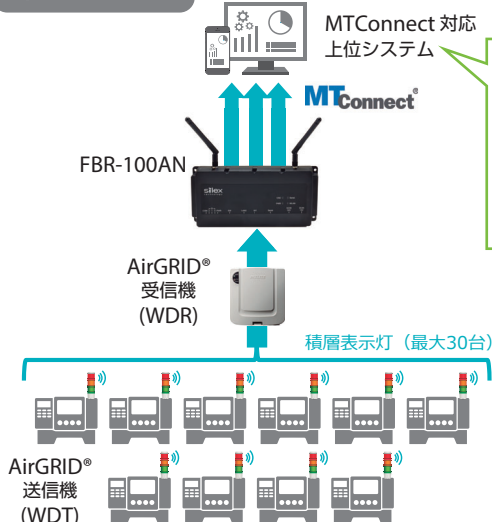 MTConnect 対応
上位システム
MTConnect®
FBR-100AN
silex
AirGRID®
受信機
(WDR)
積層表示灯（最大30台）
AirGRID®
送信機
(WDT)